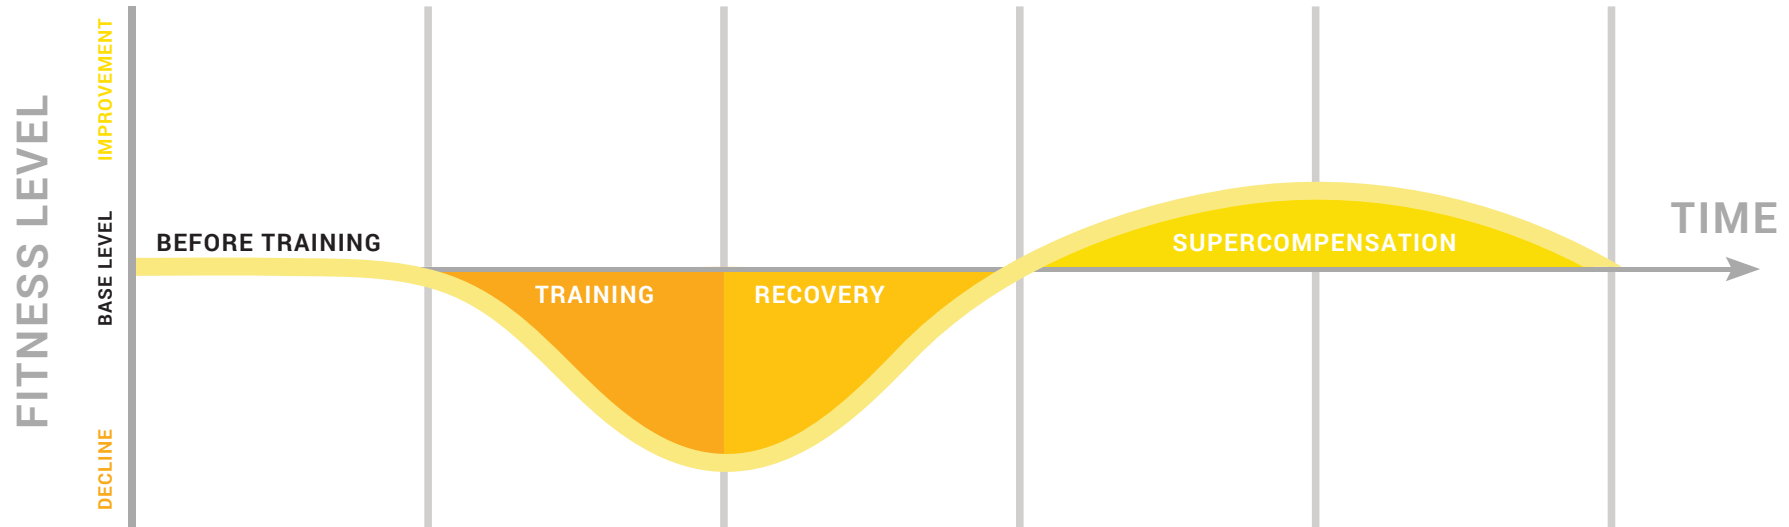 FITNESS LEVEL
IMPROVEMENT
BASE LEVEL
DECLINE
BEFORE TRAINING
TRAINING
RECOVERY
SUPERCOMPENSATION
TIME